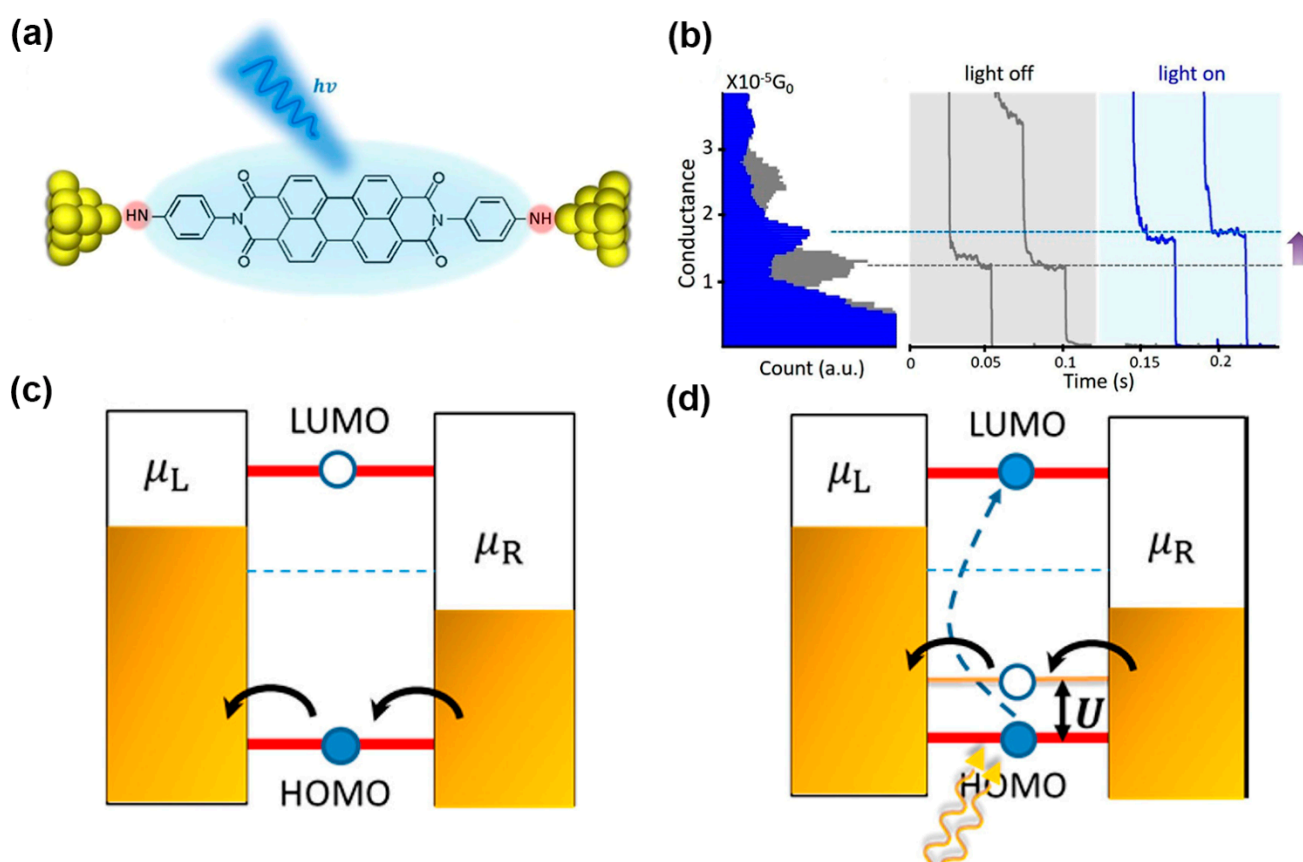 (a)
hν
HN
N
O
O
O
O
N
NH
(b)
X10⁻⁵G₀
light off
light on
Conductance
3
2
1
Count (a.u.)
0
0.05
0.1
0.15
0.2
Time (s)
(c)
LUMO
μL
μR
HOMO
(d)
LUMO
μL
μR
U
HOMO